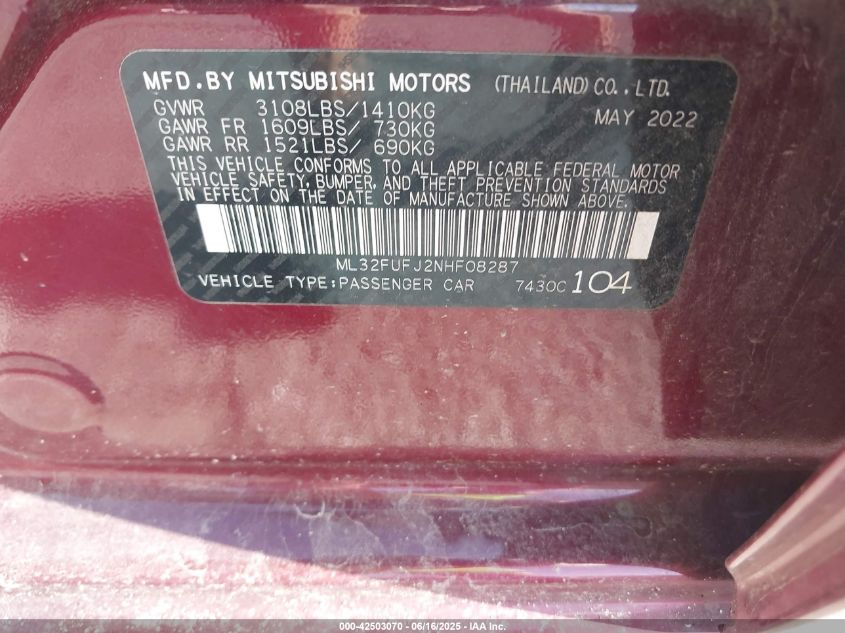 MFD.BY MITSUBISHI MOTORS (THAILAND) CO., LTD.
GVWR 3108LBS/1410KG MAY 2022
GAWR FR 1609LBS/ 730KG
GAWR RR 1521LBS/ 690KG
THIS VEHICLE CONFORMS TO ALL APPLICABLE FEDERAL MOTOR
VEHICLE SAFETY, BUMPER, AND THEFT PREVENTION STANDARDS
IN EFFECT ON THE DATE OF MANUFACTURE SHOWN ABOVE.
ML32FUFJ2NHF08287
VEHICLE TYPE:PASSENGER CAR 7430C 104
000-42503070 - 06/16/2025 - IAA Inc.